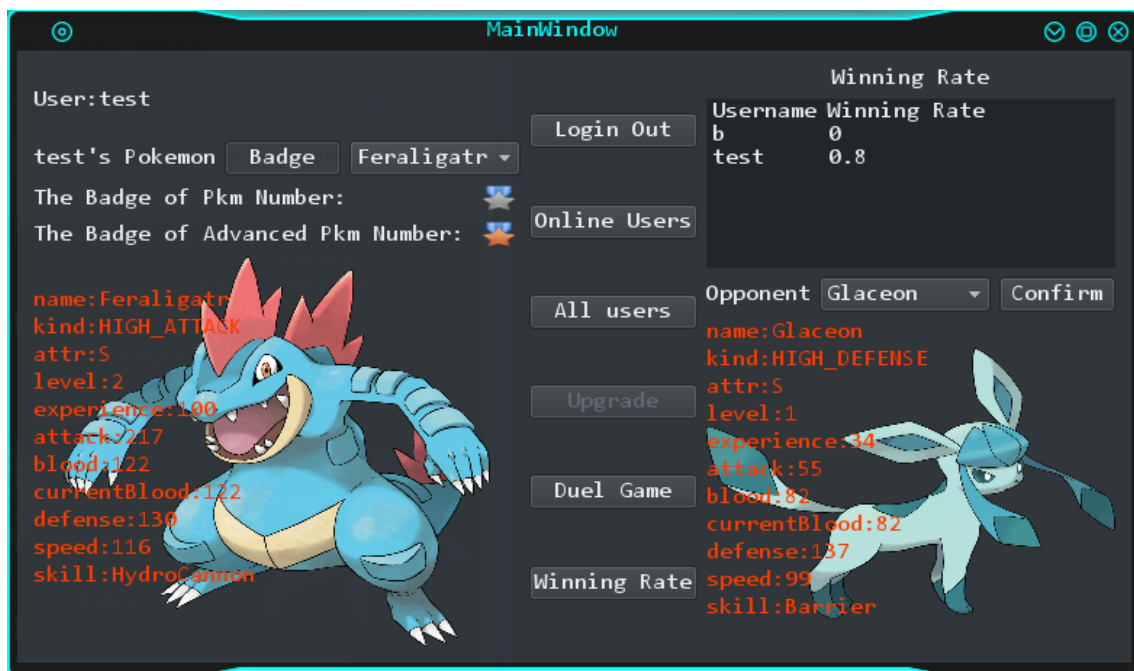 MainWindow
User:test
test's Pokemon Badge Feraligatr
The Badge of Pkm Number:
The Badge of Advanced Pkm Number:
name:Feraligatr
kind:HIGH_ATTACK
attr:S
level:2
experience:100
attack:217
blood:122
currentBlood:122
defense:130
speed:116
skill:HydroCannon
Login Out
Online Users
All users
Upgrade
Duel Game
Winning Rate
Winning Rate
Username Winning Rate
b 0
test 0.8
Opponent Glaceon Confirm
name:Glaceon
kind:HIGH_DEFENSE
attr:S
level:1
experience:34
attack:55
blood:82
currentBlood:82
defense:137
speed:99
skill:Barrier